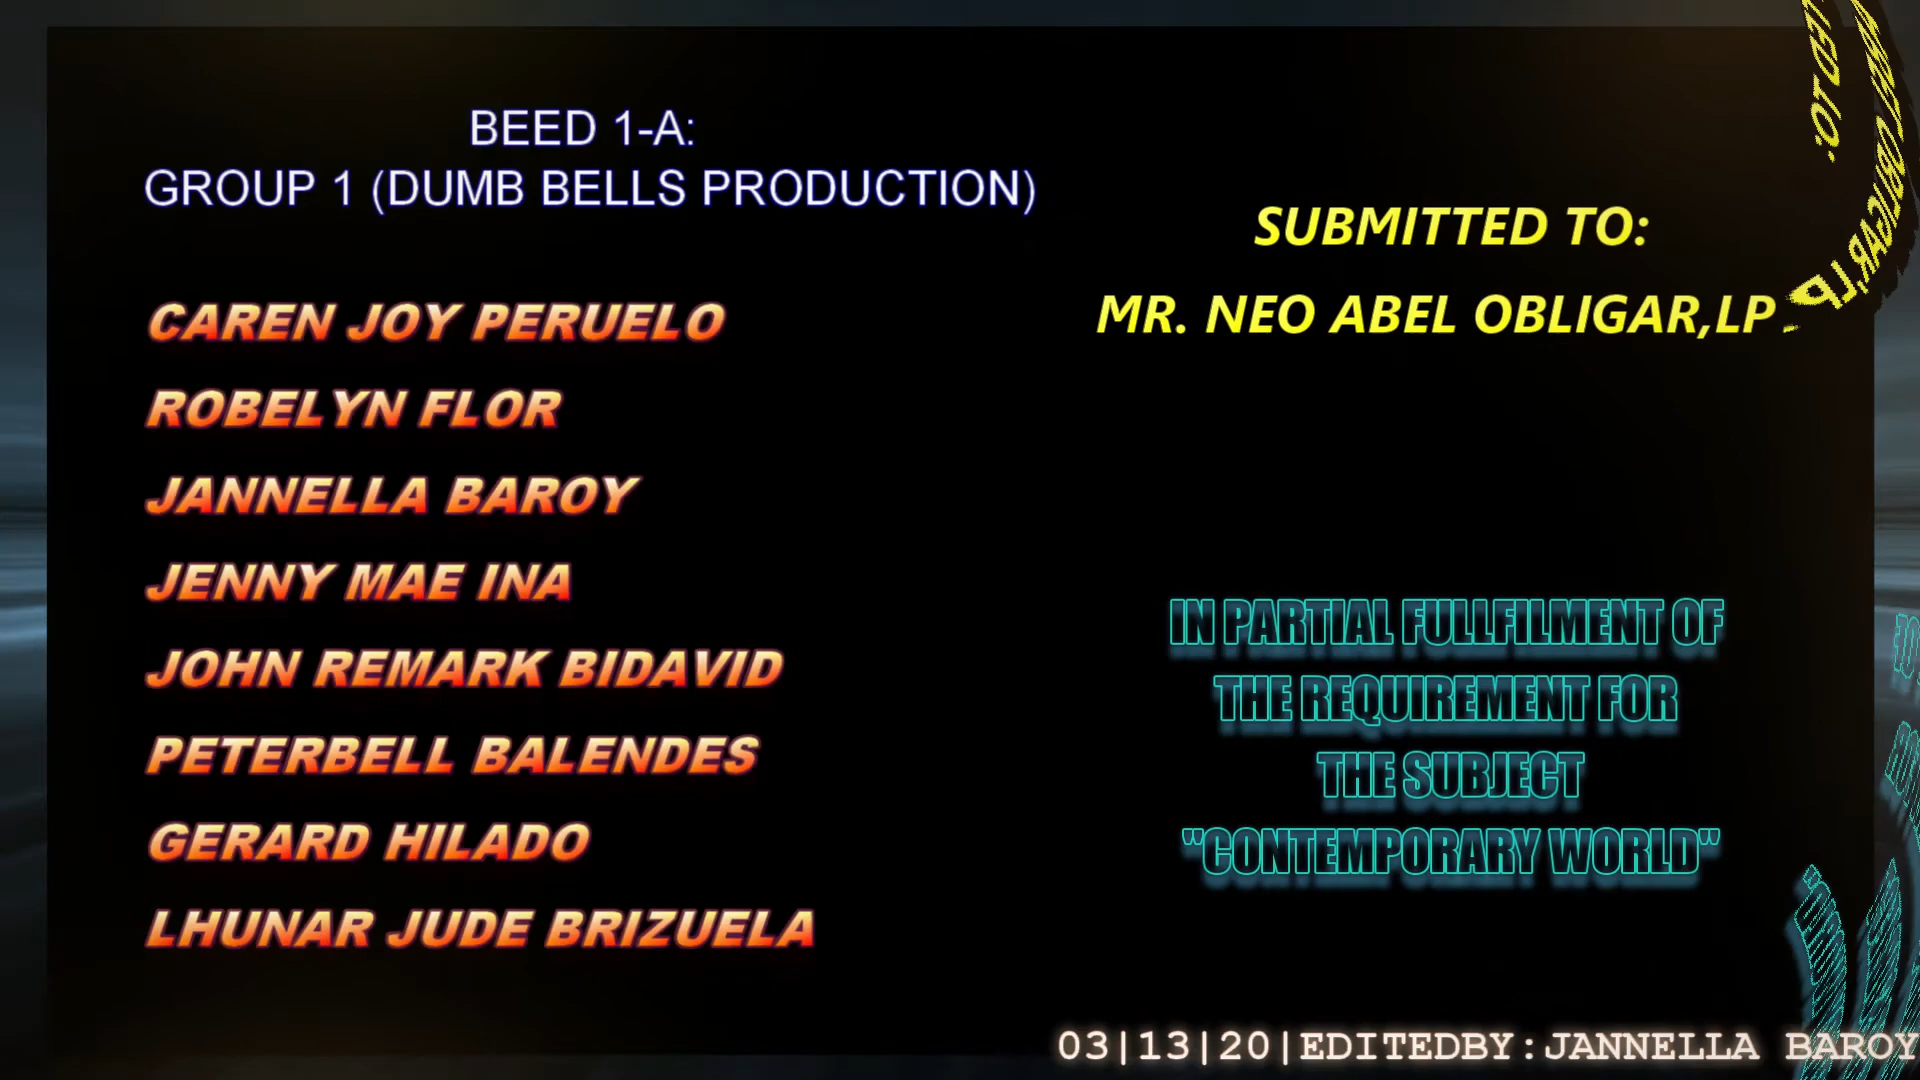 BEED 1-A:
GROUP 1 (DUMB BELLS PRODUCTION)
CAREN JOY PERUELO
ROBELYN FLOR
JANNELLA BAROY
JENNY MAE INA
JOHN REMARK BIDAVID
PETERBELL BALENDES
GERARD HILADO
LHUNAR JUDE BRIZUELA
SUBMITTED TO:
MR. NEO ABEL OBLIGAR,LP
IN PARTIAL FULLFILMENT OF
THE REQUIREMENT FOR
THE SUBJECT
"CONTEMPORARY WORLD"
03|13|20|EDITEDBY:JANNELLA BAROY